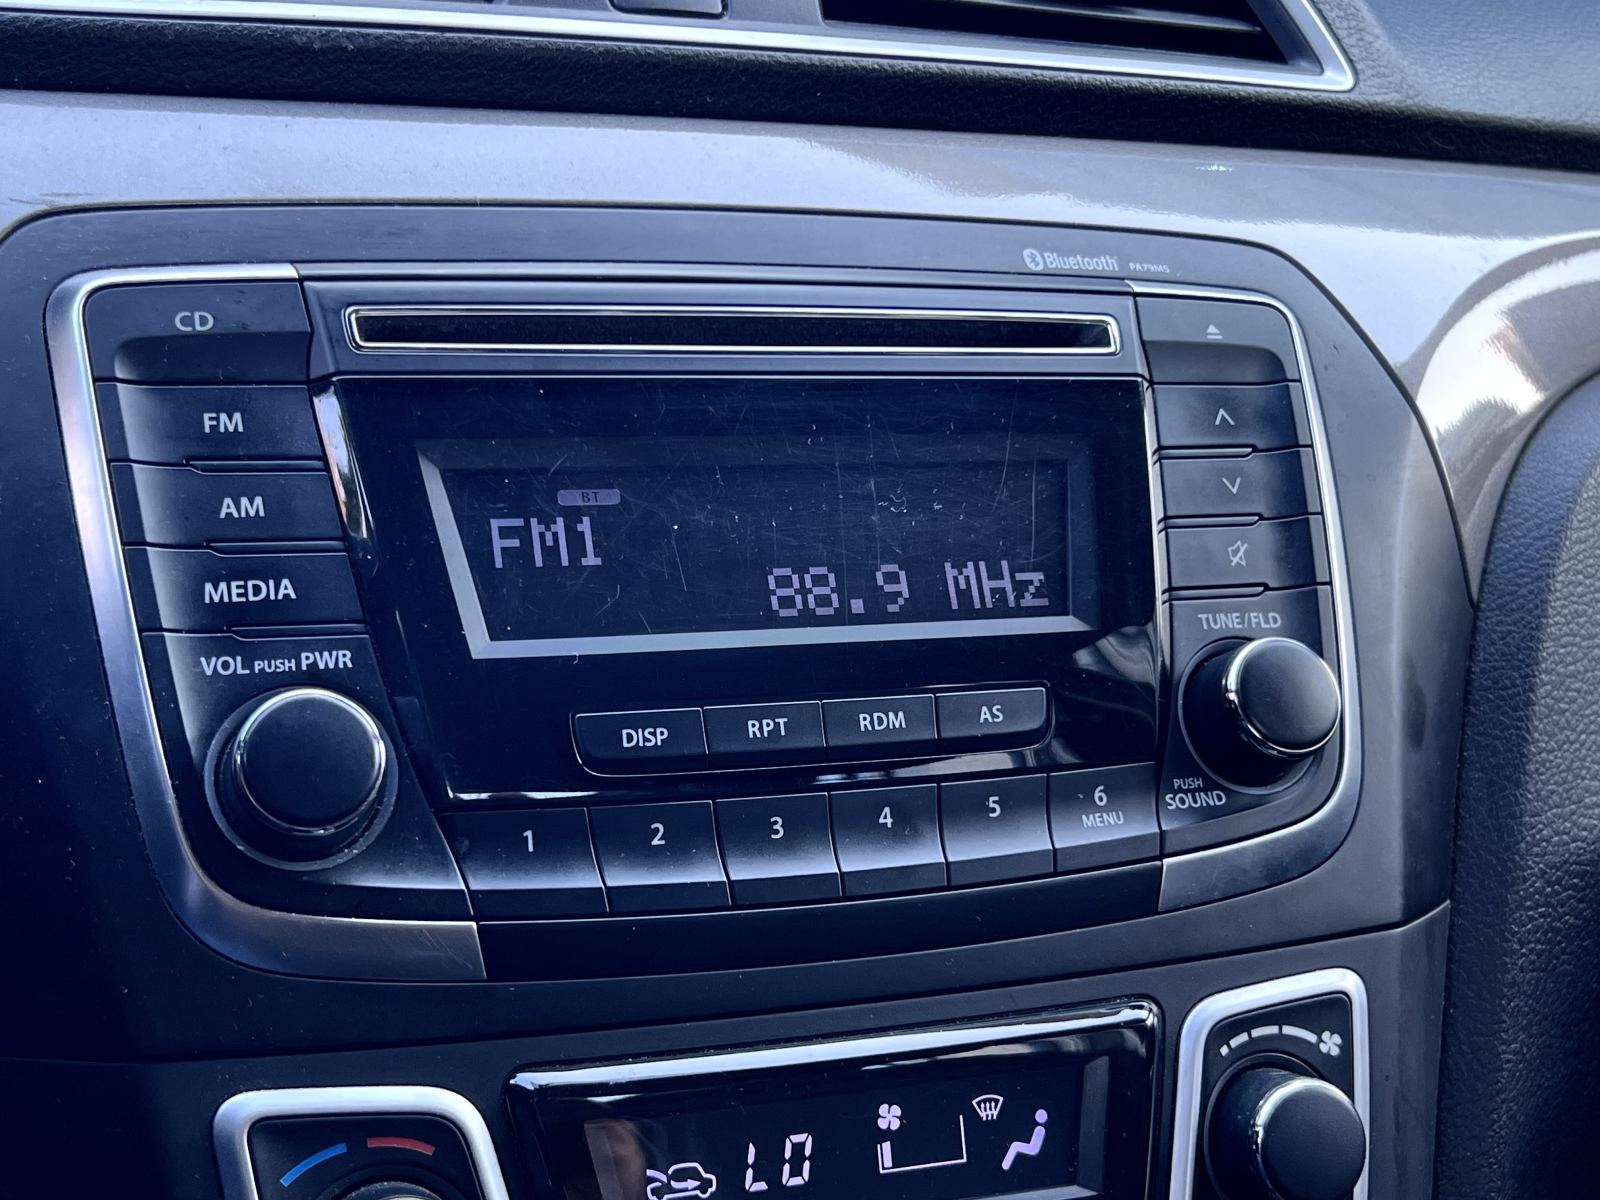 Bluetooth PA79MS
CD
FM
AM
MEDIA
VOL PUSH PWR
BT
FM1
88.9 MHz
TUNE/FLD
PUSH
SOUND
DISP RPT RDM AS
1 2 3 4 5 6
MENU
LO